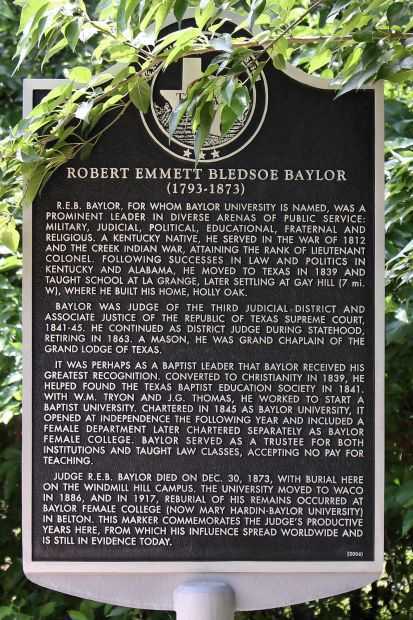 ROBERT EMMETT BLEDSOE BAYLOR
(1793-1873)
R.E.B. BAYLOR, FOR WHOM BAYLOR UNIVERSITY IS NAMED, WAS A
PROMINENT LEADER IN DIVERSE ARENAS OF PUBLIC SERVICE:
MILITARY, JUDICIAL, POLITICAL, EDUCATIONAL, FRATERNAL AND
RELIGIOUS. A KENTUCKY NATIVE, HE SERVED IN THE WAR OF 1812
AND THE CREEK INDIAN WAR, ATTAINING THE RANK OF LIEUTENANT
COLONEL. FOLLOWING SUCCESSES IN LAW AND POLITICS IN
KENTUCKY AND ALABAMA, HE MOVED TO TEXAS IN 1839 AND
TAUGHT SCHOOL AT LA GRANGE, LATER SETTLING AT GAY HILL (7 mi.
W), WHERE HE BUILT HIS HOME, HOLLY OAK.
BAYLOR WAS JUDGE OF THE THIRD JUDICIAL DISTRICT AND
ASSOCIATE JUSTICE OF THE REPUBLIC OF TEXAS SUPREME COURT,
1841-45. HE CONTINUED AS DISTRICT JUDGE DURING STATEHOOD,
RETIRING IN 1863. A MASON, HE WAS GRAND CHAPLAIN OF THE
GRAND LODGE OF TEXAS.
IT WAS PERHAPS AS A BAPTIST LEADER THAT BAYLOR RECEIVED HIS
GREATEST RECOGNITION. CONVERTED TO CHRISTIANITY IN 1839, HE
HELPED FOUND THE TEXAS BAPTIST EDUCATION SOCIETY IN 1841.
WITH W.M. TRYON AND J.G. THOMAS, HE WORKED TO START A
BAPTIST UNIVERSITY. CHARTERED IN 1845 AS BAYLOR UNIVERSITY, IT
OPENED AT INDEPENDENCE THE FOLLOWING YEAR AND INCLUDED A
FEMALE DEPARTMENT LATER CHARTERED SEPARATELY AS BAYLOR
FEMALE COLLEGE. BAYLOR SERVED AS A TRUSTEE FOR BOTH
INSTITUTIONS AND TAUGHT LAW CLASSES, ACCEPTING NO PAY FOR
TEACHING.
JUDGE R.E.B. BAYLOR DIED ON DEC. 30, 1873, WITH BURIAL HERE
ON THE WINDMILL HILL CAMPUS. THE UNIVERSITY MOVED TO WACO
IN 1886, AND IN 1917, REBURIAL OF HIS REMAINS OCCURRED AT
BAYLOR FEMALE COLLEGE (NOW MARY HARDIN-BAYLOR UNIVERSITY)
IN BELTON. THIS MARKER COMMEMORATES THE JUDGE'S PRODUCTIVE
YEARS HERE, FROM WHICH HIS INFLUENCE SPREAD WORLDWIDE AND
IS STILL IN EVIDENCE TODAY.
(2006)